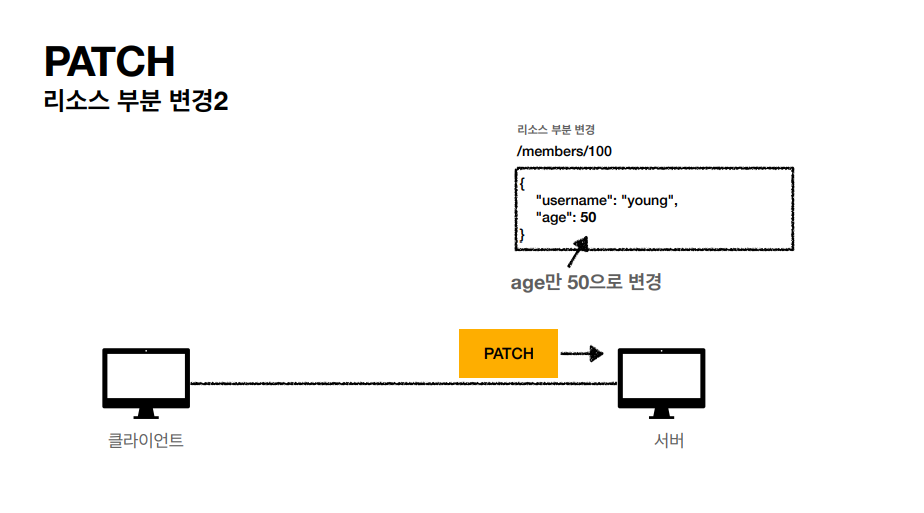 PATCH
리소스 부분 변경2
리소스 부분 변경
/members/100
{
"username": "young",
"age": 50
}
age만 50으로 변경
PATCH
클라이언트
서버